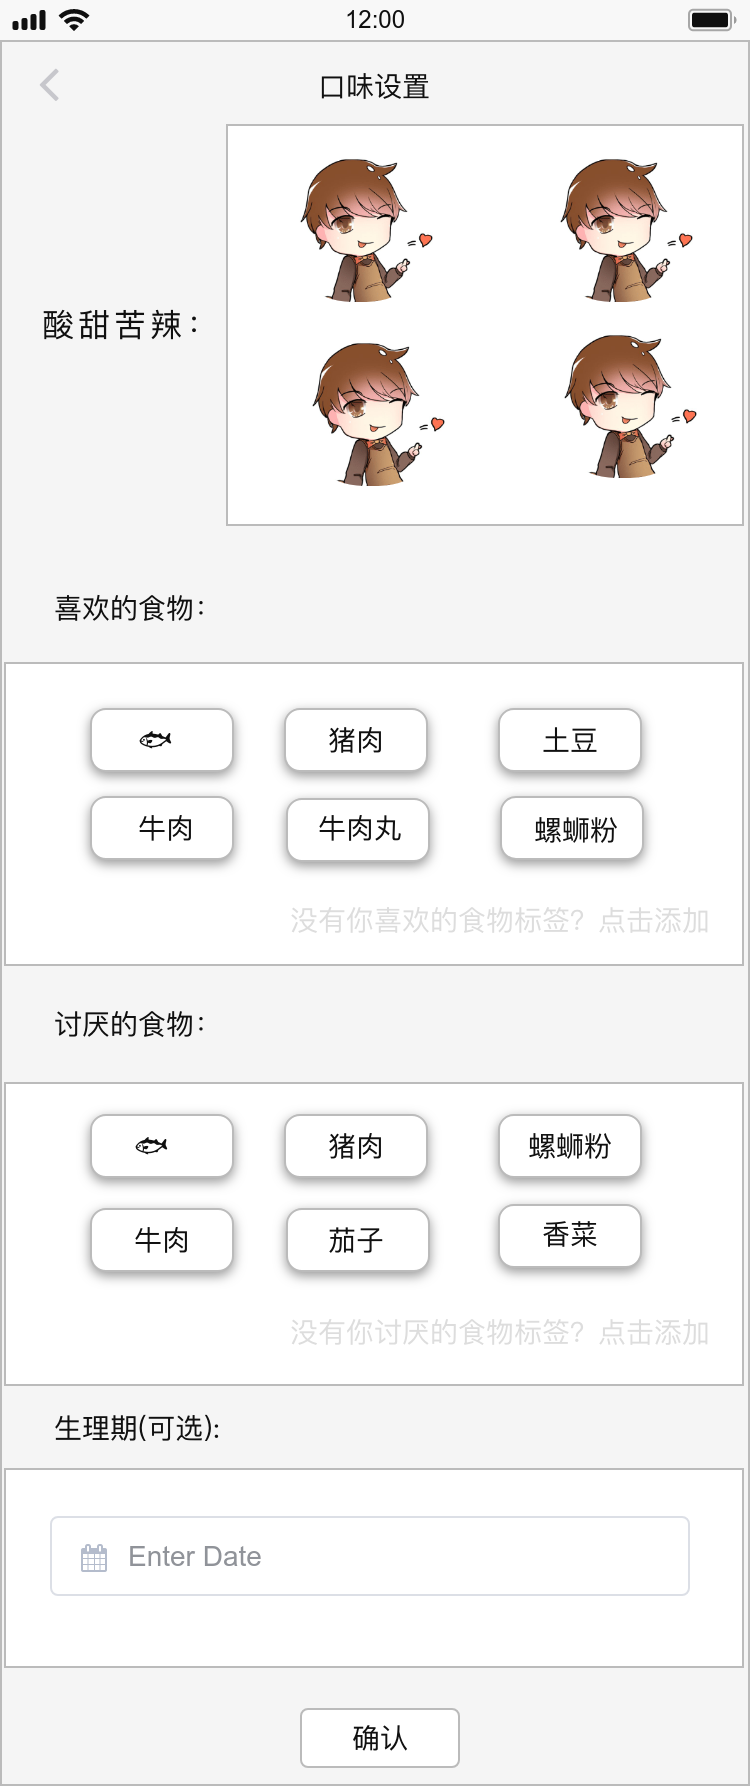 12:00
口味设置
酸甜苦辣：
喜欢的食物：
🐟 猪肉 土豆
牛肉 牛肉丸 螺蛳粉
没有你喜欢的食物标签？点击添加
讨厌的食物：
🐟 猪肉 螺蛳粉
牛肉 茄子 香菜
没有你讨厌的食物标签？点击添加
生理期(可选):
Enter Date
确认